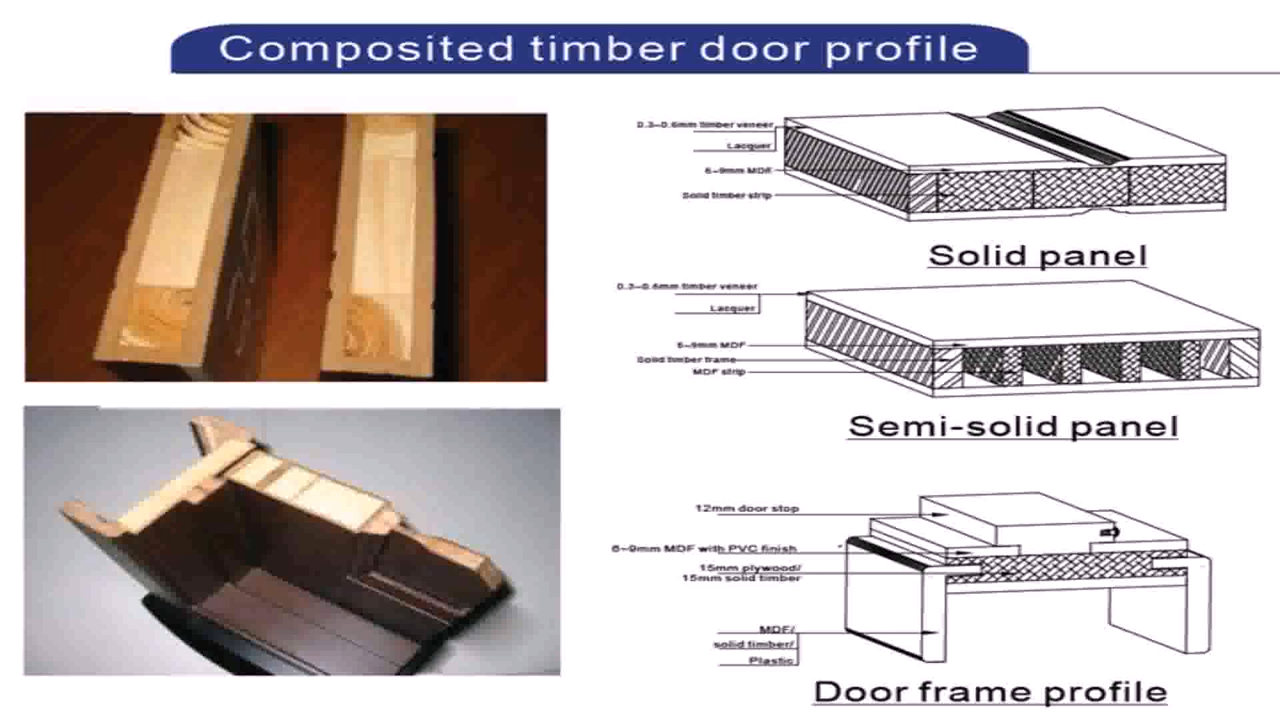 Composited timber door profile
0.3-0.6mm timber veneer
Lacquer
6-9mm MDF
Solid timber strip
Solid panel
0.3-0.6mm timber veneer
Lacquer
6-9mm MDF
Solid timber frame
MDF strip
Semi-solid panel
12mm door stop
6-9mm MDF with PVC finish
15mm plywood/
15mm solid timber
MDF/
solid timber/
Plastic
Door frame profile